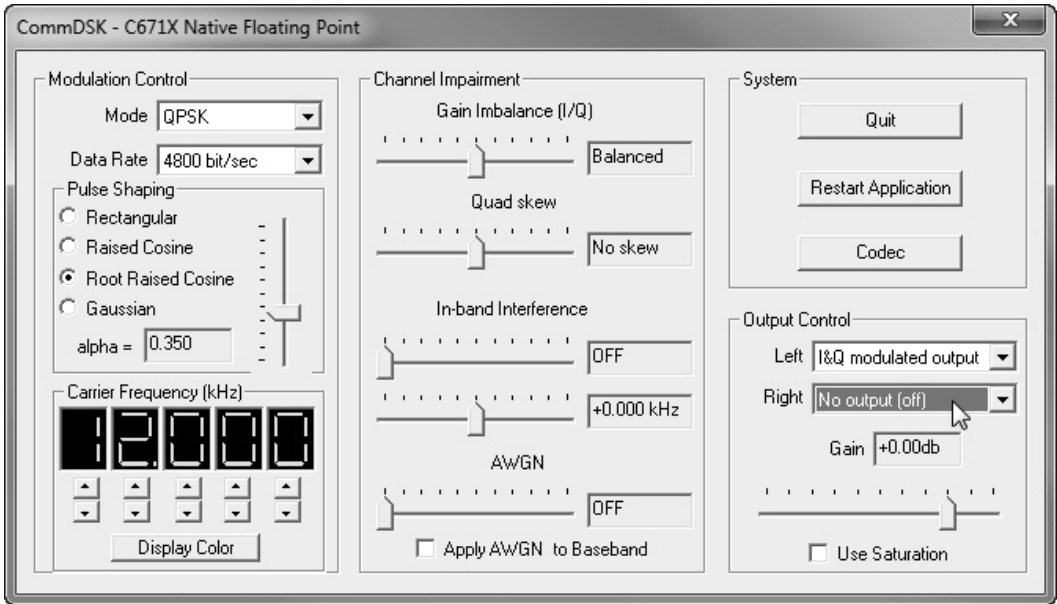 CommDSK - C671X Native Floating Point
x
Modulation Control
Mode QPSK
Data Rate 4800 bit/sec
Pulse Shaping
Rectangular
Raised Cosine
Root Raised Cosine
Gaussian
alpha = 0.350
Carrier Frequency (kHz)
12.000
Display Color
Channel Impairment
Gain Imbalance (I/Q)
Balanced
Quad skew
No skew
In-band Interference
OFF
+0.000 kHz
AWGN
OFF
Apply AWGN to Baseband
System
Quit
Restart Application
Codec
Output Control
Left I&Q modulated output
Right No output (off)
Gain +0.00db
Use Saturation